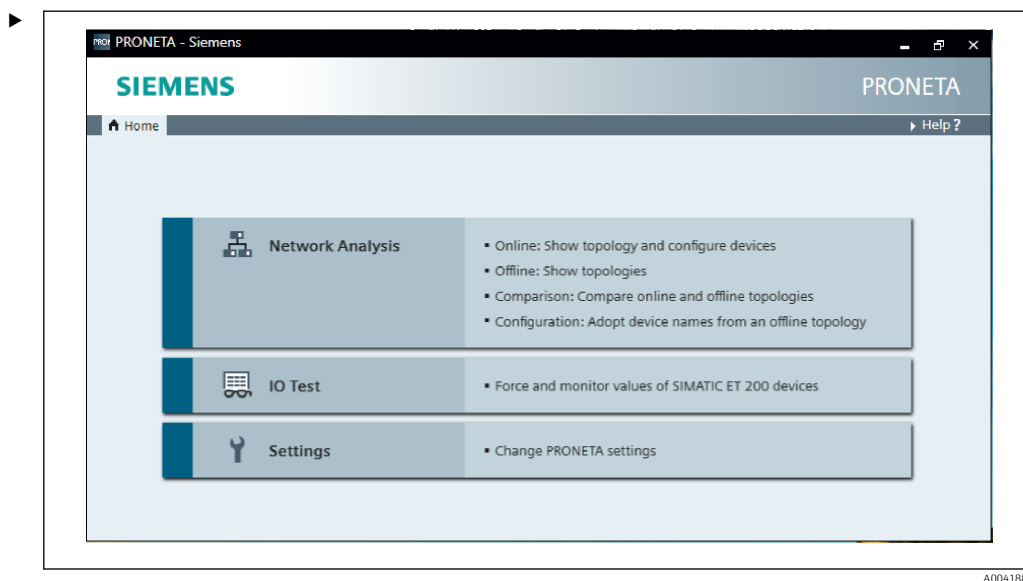 PRONETA - Siemens
SIEMENS
PRONETA
Home
Help ?
Network Analysis
▪ Online: Show topology and configure devices
▪ Offline: Show topologies
▪ Comparison: Compare online and offline topologies
▪ Configuration: Adopt device names from an offline topology
IO Test
▪ Force and monitor values of SIMATIC ET 200 devices
Settings
▪ Change PRONETA settings